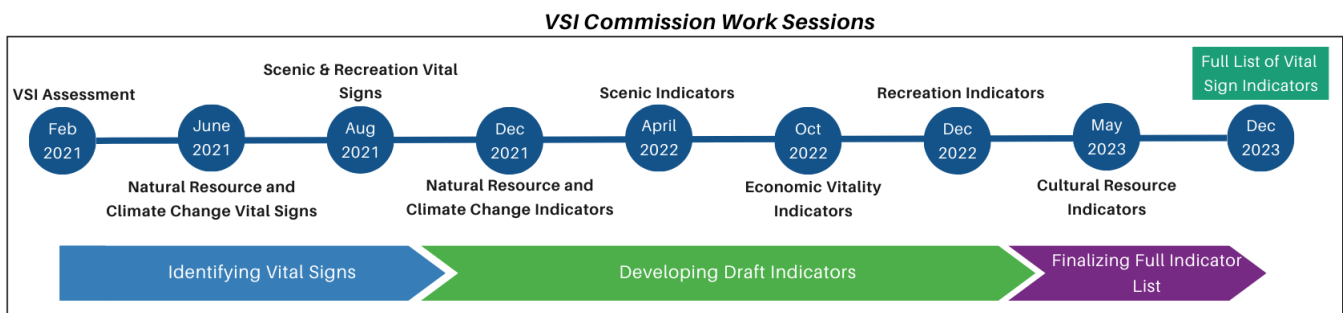 VSI Commission Work Sessions
VSI Assessment
Feb
2021
June
2021
Natural Resource and
Climate Change Vital Signs
Scenic & Recreation Vital
Signs
Aug
2021
Dec
2021
Natural Resource and
Climate Change Indicators
Scenic Indicators
April
2022
Oct
2022
Economic Vitality
Indicators
Recreation Indicators
Dec
2022
May
2023
Cultural Resource
Indicators
Full List of Vital
Sign Indicators
Dec
2023
Identifying Vital Signs
Developing Draft Indicators
Finalizing Full Indicator
List